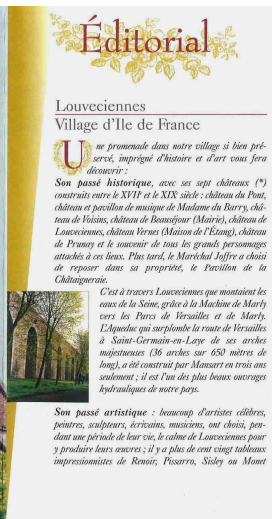 Éditorial
Louveciennes
Village d'Ile de France
Une promenade dans notre village si bien pré-
servé, imprégné d'histoire et d'art vous fera
découvrir :
Son passé historique, avec ses sept châteaux (*)
construits entre le XVIIe et le XIXe siècle : château du Pont,
château et pavillon de musique de Madame du Barry, châ-
teau de Voisins, château de Beauséjour (Mairie), château de
Louveciennes, château Vernes (Maison de l'Étang), château
de Prunay et le souvenir de tous les grands personnages
attachés à ces lieux. Plus tard, le Maréchal Joffre a choisi
de reposer dans sa propriété, le Pavillon de la
Châtaigneraie.
C'est à travers Louveciennes que montaient les
eaux de la Seine, grâce à la Machine de Marly
vers les Parcs de Versailles et de Marly.
L'Aqueduc qui surplombe la route de Versailles
à Saint-Germain-en-Laye de ses arches
majestueuses (36 arches sur 650 mètres de
long), a été construit par Mansart en trois ans
seulement ; il est l'un des plus beaux ouvrages
hydrauliques de notre pays.
Son passé artistique : beaucoup d'artistes célèbres,
peintres, sculpteurs, écrivains, musiciens, ont choisi, pen-
dant une période de leur vie, le calme de Louveciennes pour
y produire leurs œuvres ; il y a plus de cent vingt tableaux
impressionnistes de Renoir, Pissarro, Sisley ou Monet